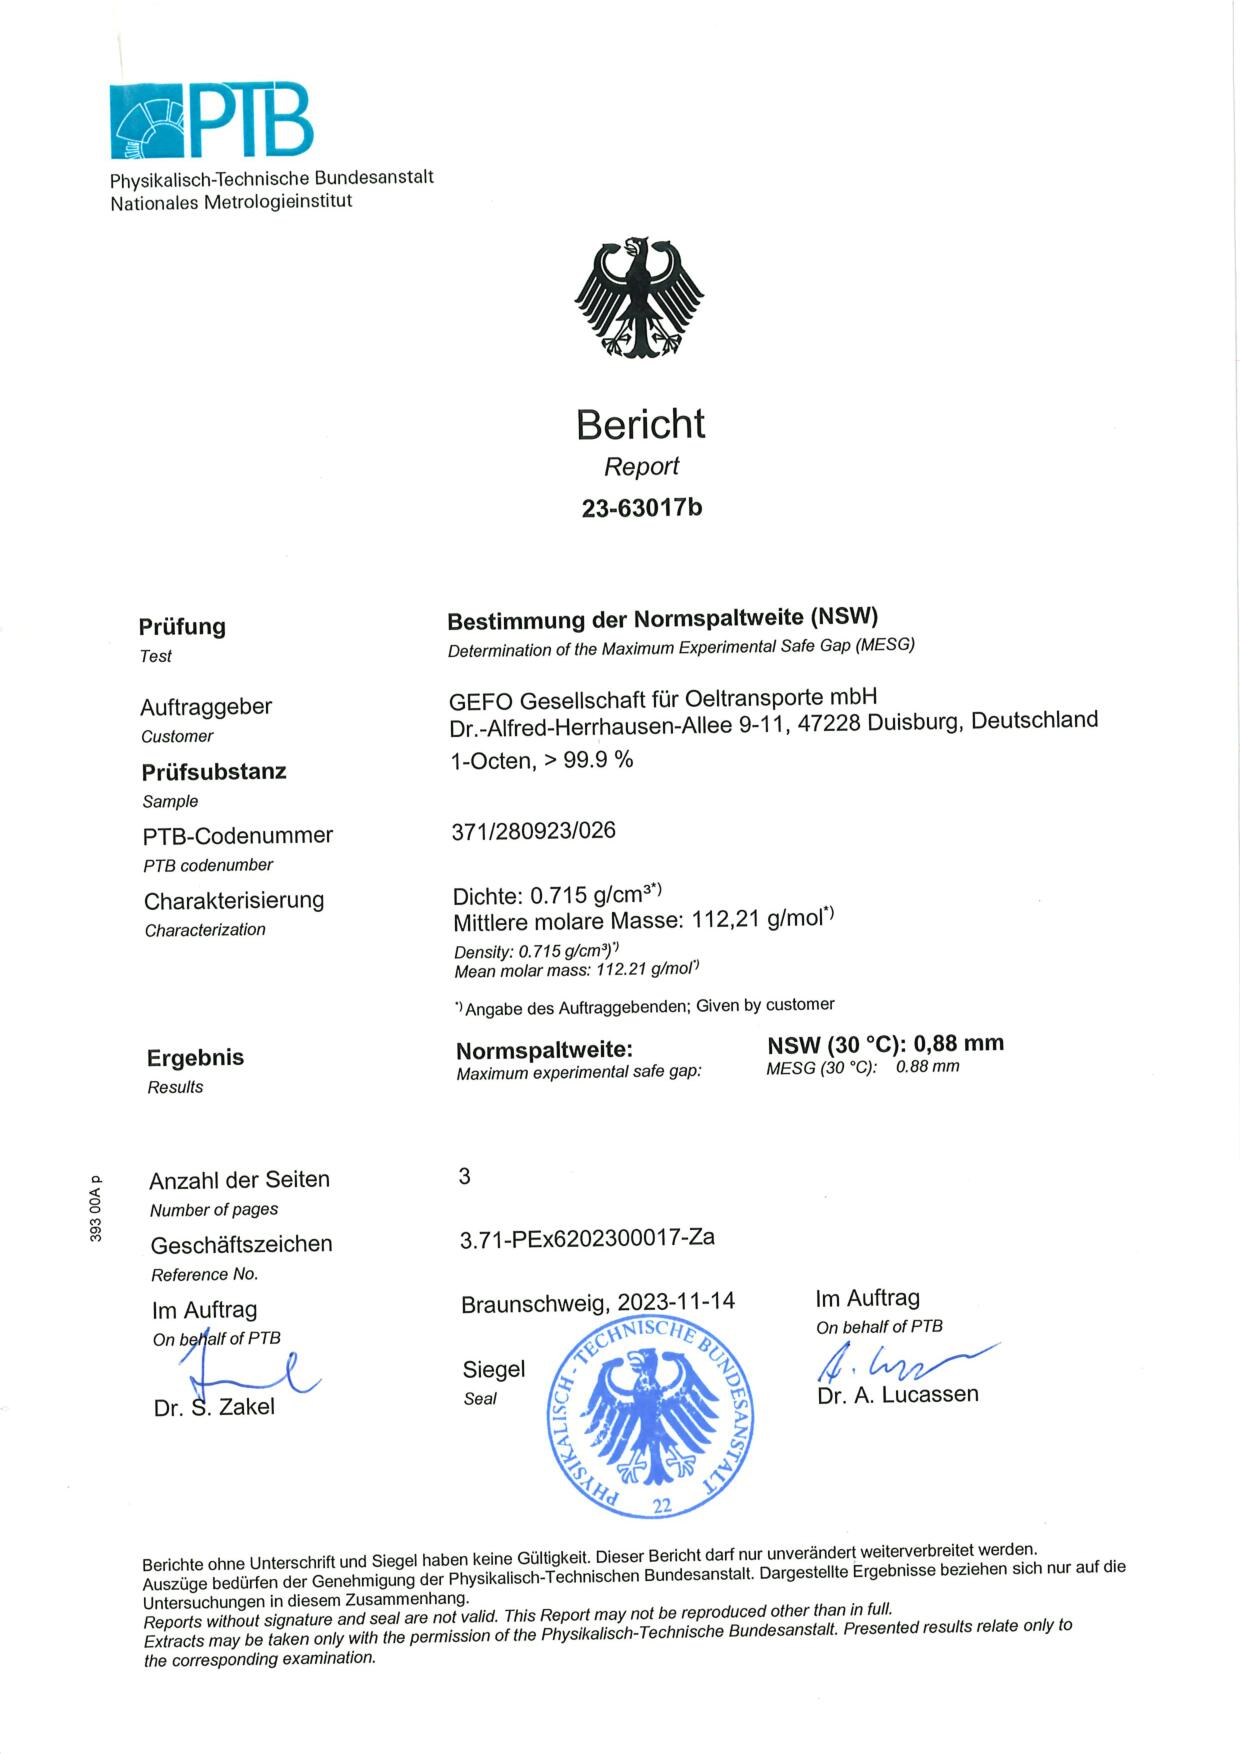 PTB
Physikalisch-Technische Bundesanstalt
Nationales Metrologieinstitut
Bericht
Report
23-63017b
Prüfung
Test
Bestimmung der Normspaltweite (NSW)
Determination of the Maximum Experimental Safe Gap (MESG)
Auftraggeber
Customer
GEFO Gesellschaft für Oeltransporte mbH
Dr.-Alfred-Herrhausen-Allee 9-11, 47228 Duisburg, Deutschland
Prüfsubstanz
Sample
1-Octen, > 99.9 %
PTB-Codenummer
PTB codenumber
371/280923/026
Charakterisierung
Characterization
Dichte: 0.715 g/cm³*)
Mittlere molare Masse: 112,21 g/mol*)
Density: 0.715 g/cm³)*)
Mean molar mass: 112.21 g/mol*)
*) Angabe des Auftraggebenden; Given by customer
Ergebnis
Results
Normspaltweite: NSW (30 °C): 0,88 mm
Maximum experimental safe gap: MESG (30 °C): 0.88 mm
Anzahl der Seiten
Number of pages
3
393 00A p
Geschäftszeichen
Reference No.
3.71-PEx6202300017-Za
Im Auftrag
On behalf of PTB
Dr. S. Zakel
Braunschweig, 2023-11-14
Siegel
Seal
PHYSIKALISCH-TECHNISCHE BUNDESANSTALT
22
Im Auftrag
On behalf of PTB
Dr. A. Lucassen
Berichte ohne Unterschrift und Siegel haben keine Gültigkeit. Dieser Bericht darf nur unverändert weiterverbreitet werden.
Auszüge bedürfen der Genehmigung der Physikalisch-Technischen Bundesanstalt. Dargestellte Ergebnisse beziehen sich nur auf die
Untersuchungen in diesem Zusammenhang.
Reports without signature and seal are not valid. This Report may not be reproduced other than in full.
Extracts may be taken only with the permission of the Physikalisch-Technische Bundesanstalt. Presented results relate only to
the corresponding examination.